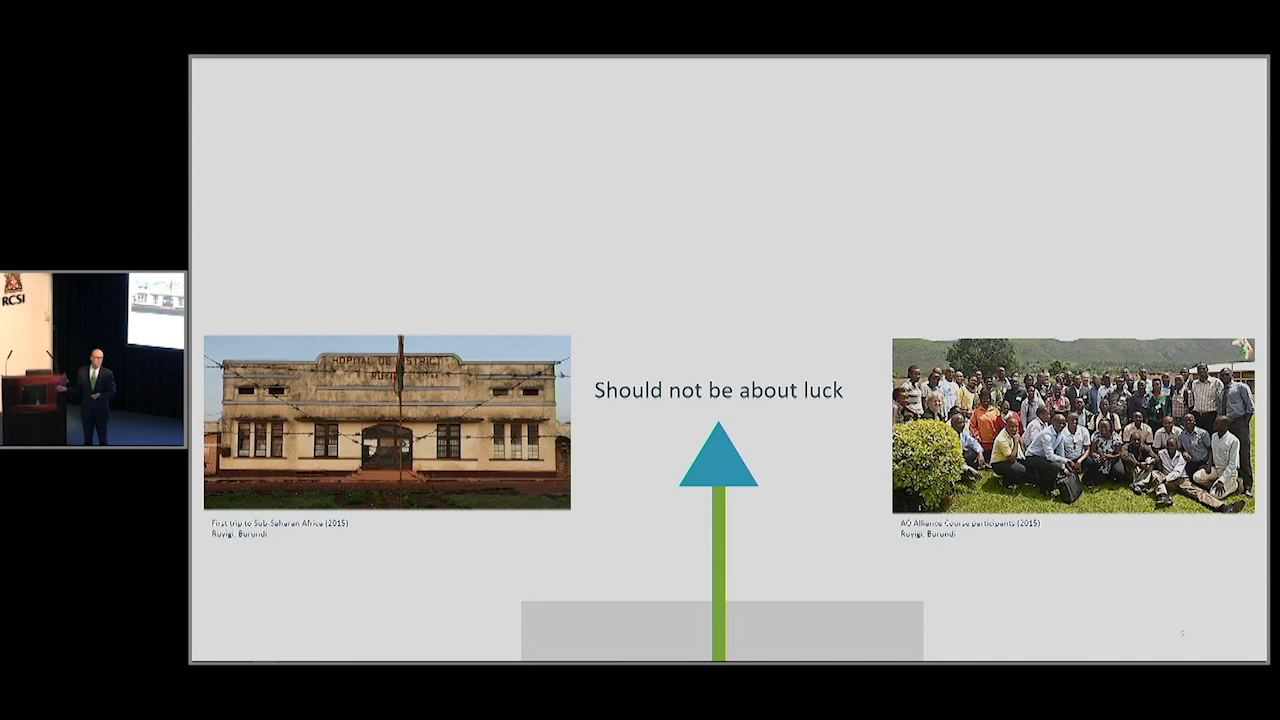 RCSI
HOPITAL DE DISTRICT
Should not be about luck
First trip to Sub-Saharan Africa (2015)
Ruyigi, Burundi
AO Alliance Course participants (2015)
Ruyigi, Burundi